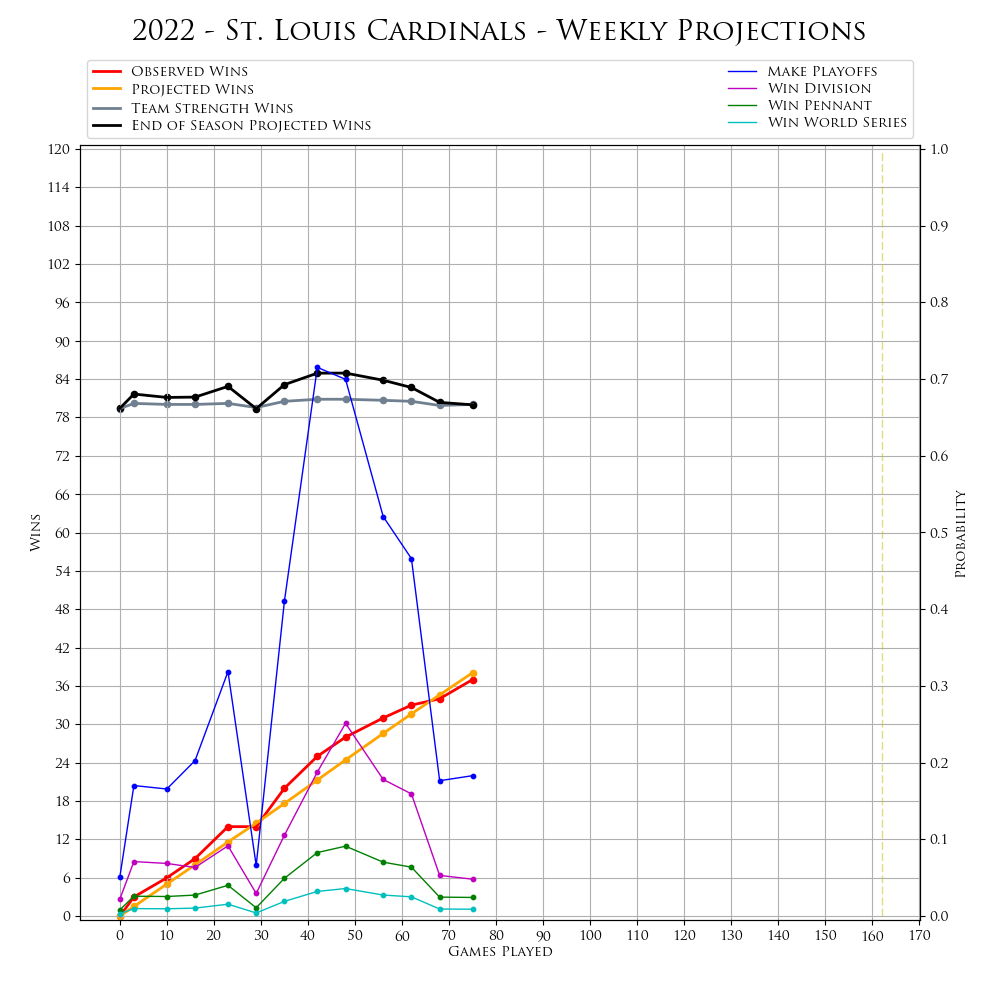 2022 - St. Louis Cardinals - Weekly Projections
Observed Wins
Projected Wins
Team Strength Wins
End of Season Projected Wins
Make Playoffs
Win Division
Win Pennant
Win World Series
120
114
108
102
96
90
84
78
72
66
60
54
48
42
36
30
24
18
12
6
0
Wins
1.0
0.9
0.8
0.7
0.6
0.5
0.4
0.3
0.2
0.1
0.0
Probability
0 10 20 30 40 50 60 70 80 90 100 110 120 130 140 150 160 170
Games Played